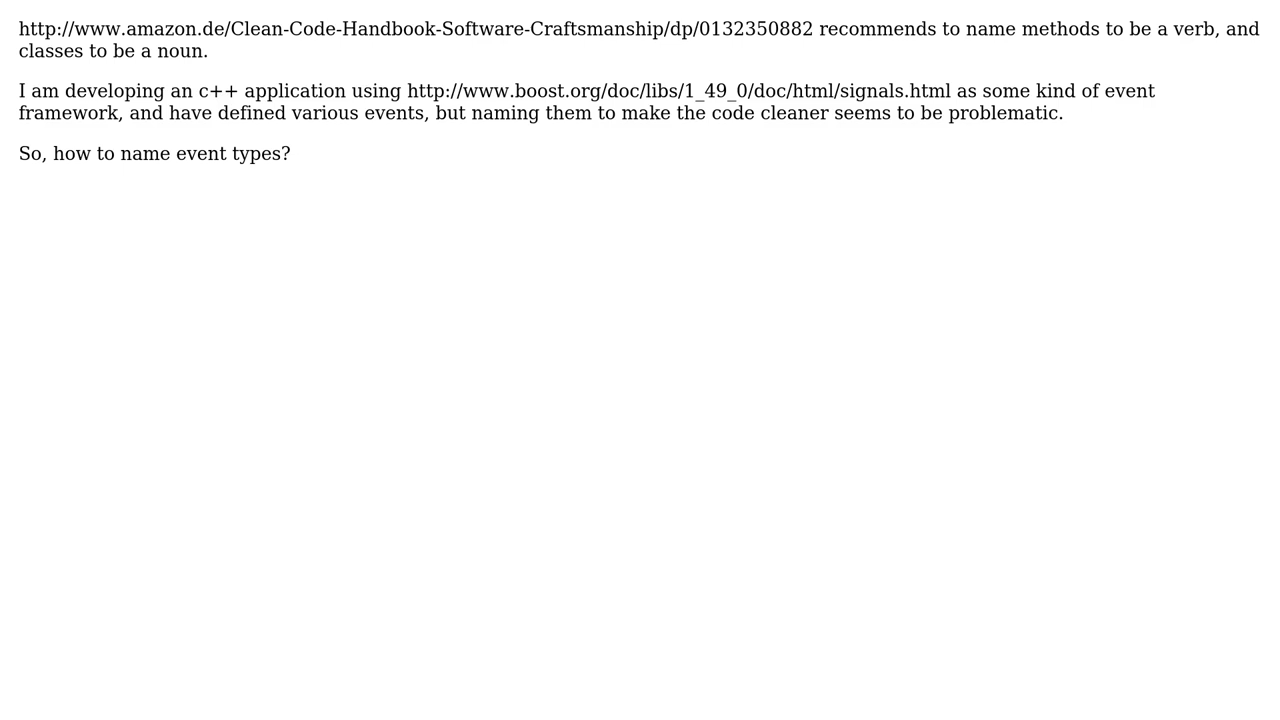 http://www.amazon.de/Clean-Code-Handbook-Software-Craftsmanship/dp/0132350882 recommends to name methods to be a verb, and
classes to be a noun.
I am developing an c++ application using http://www.boost.org/doc/libs/1_49_0/doc/html/signals.html as some kind of event
framework, and have defined various events, but naming them to make the code cleaner seems to be problematic.
So, how to name event types?